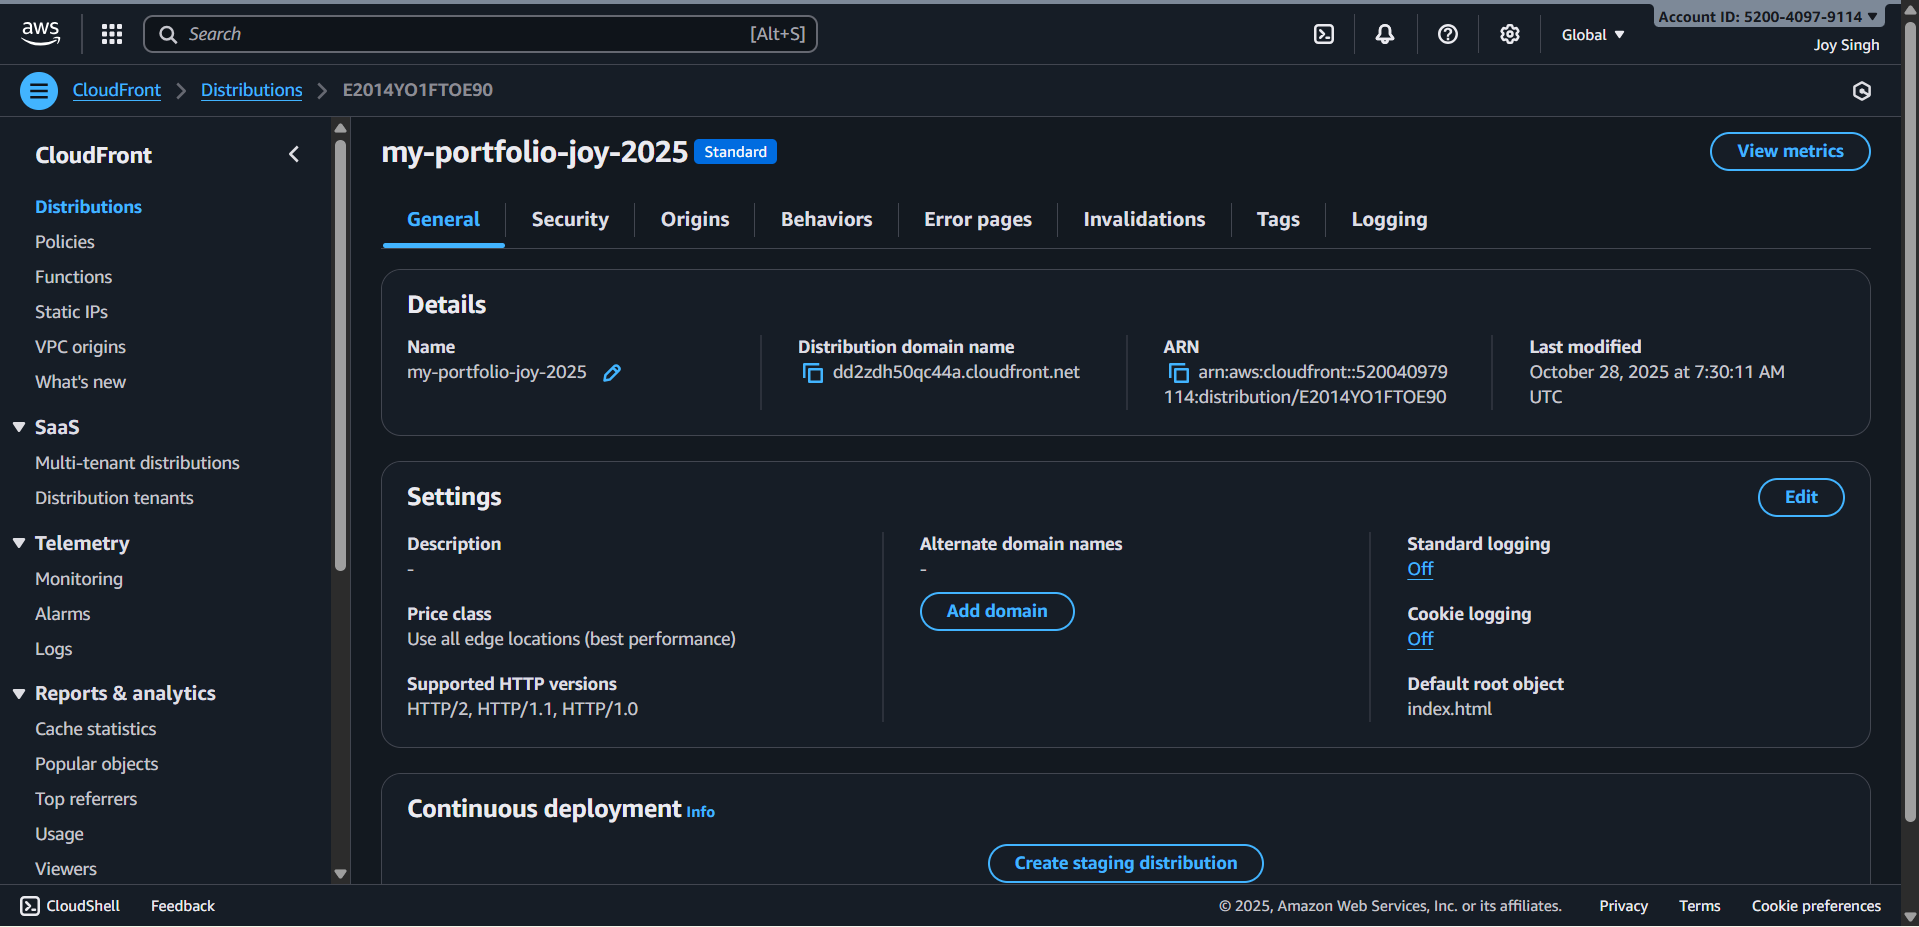 aws
Search
[Alt+S]
Global
Account ID: 5200-4097-9114
Joy Singh
CloudFront
Distributions
E2014YO1FTOE90
CloudFront
Distributions
Policies
Functions
Static IPs
VPC origins
What's new
SaaS
Multi-tenant distributions
Distribution tenants
Telemetry
Monitoring
Alarms
Logs
Reports & analytics
Cache statistics
Popular objects
Top referrers
Usage
Viewers
my-portfolio-joy-2025
Standard
View metrics
General
Security
Origins
Behaviors
Error pages
Invalidations
Tags
Logging
Details
Name
my-portfolio-joy-2025
Distribution domain name
dd2zdh50qc44a.cloudfront.net
ARN
arn:aws:cloudfront::520040979
114:distribution/E2014YO1FTOE90
Last modified
October 28, 2025 at 7:30:11 AM
UTC
Settings
Edit
Description
-
Price class
Use all edge locations (best performance)
Supported HTTP versions
HTTP/2, HTTP/1.1, HTTP/1.0
Alternate domain names
-
Add domain
Standard logging
Off
Cookie logging
Off
Default root object
index.html
Continuous deployment Info
Create staging distribution
CloudShell
Feedback
© 2025, Amazon Web Services, Inc. or its affiliates.
Privacy
Terms
Cookie preferences